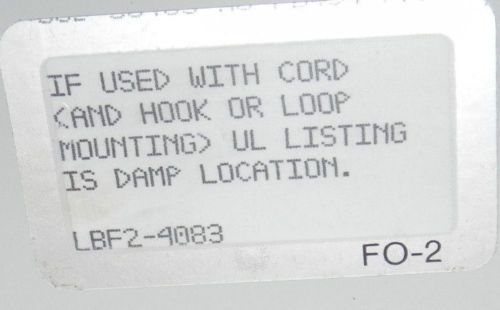 IF USED WITH CORD
<AND HOOK OR LOOP
MOUNTING> UL LISTING
IS DAMP LOCATION.
LBF2-4083
FO-2